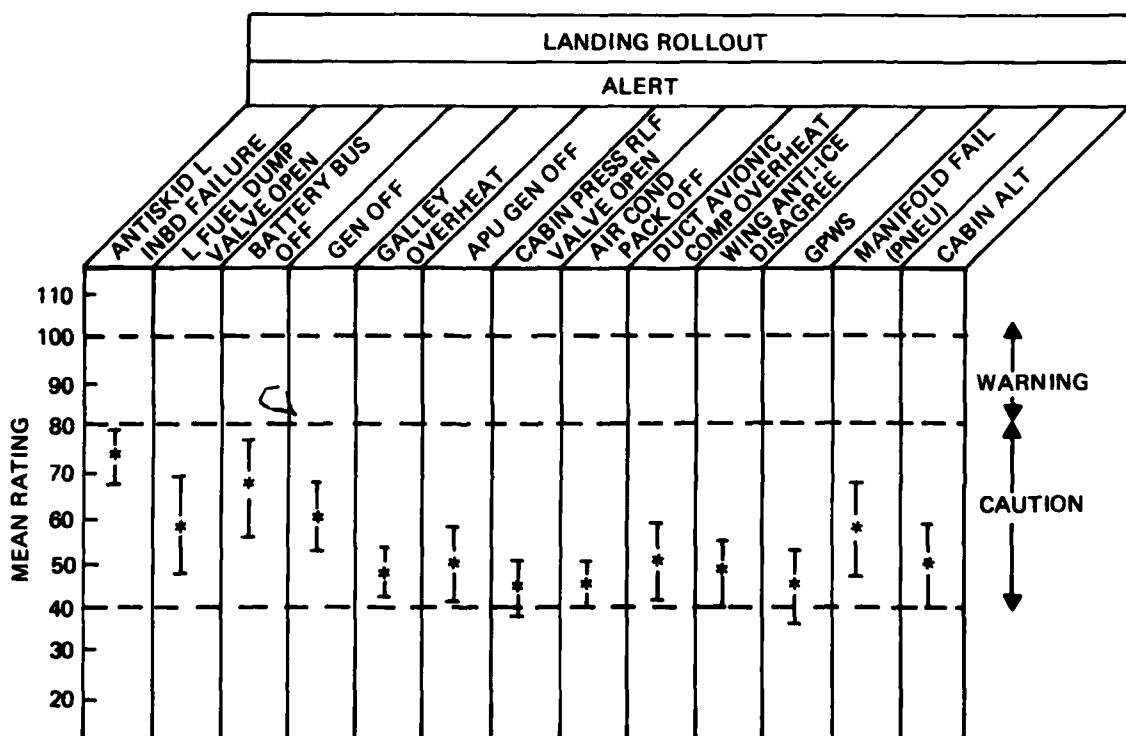 LANDING ROLLOUT
ALERT
ANTISKID L
INBD FAILURE
L FUEL DUMP
VALVE OPEN
BATTERY BUS
OFF
GEN OFF
GALLEY
OVERHEAT
APU GEN OFF
CABIN PRESS RLF
VALVE OPEN
AIR COND
PACK OFF
DUCT AVIONIC
COMP OVERHEAT
WING ANTI-ICE
DISAGREE
GPWS
MANIFOLD FAIL
(PNEU)
CABIN ALT
MEAN RATING
110
100
90
80
70
60
50
40
30
20
WARNING
CAUTION